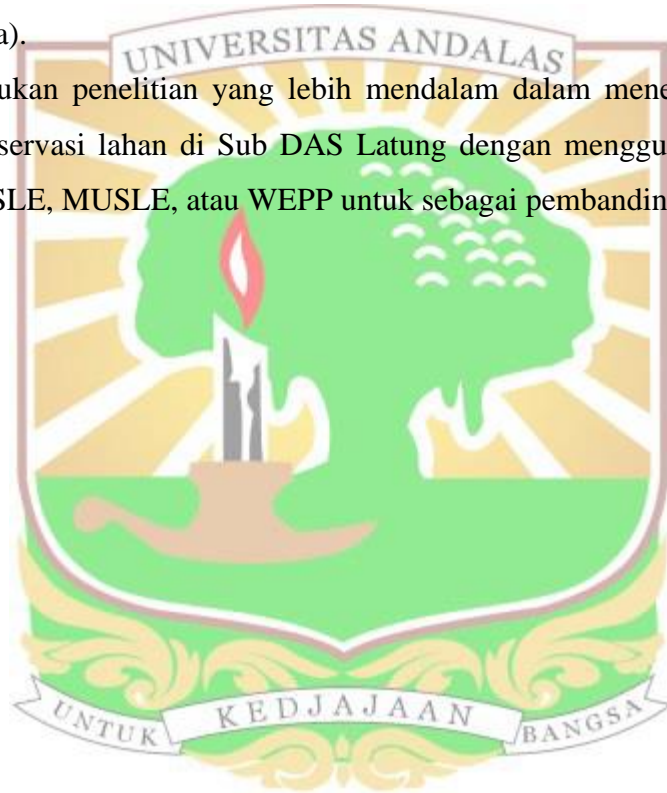 a).
UNIVERSITAS ANDALAS
ukan penelitian yang lebih mendalam dalam mene
servasi lahan di Sub DAS Latung dengan menggu
SLE, MUSLE, atau WEPP untuk sebagai pembandin
UNTUK KEDJAJAAN BANGSA